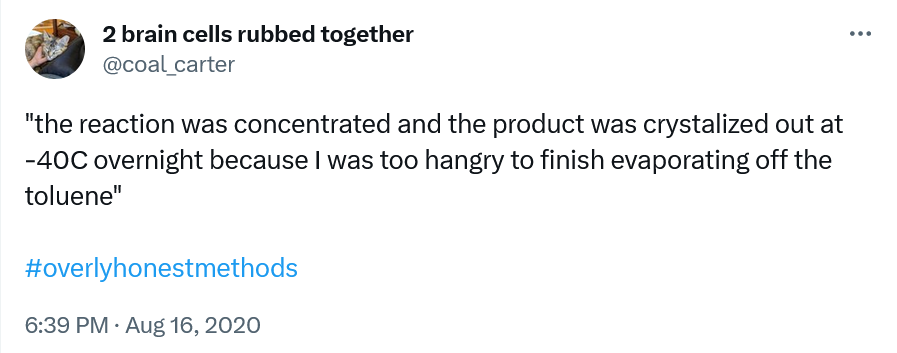 2 brain cells rubbed together
@coal_carter
"the reaction was concentrated and the product was crystalized out at
-40C overnight because I was too hangry to finish evaporating off the
toluene"
#overlyhonestmethods
6:39 PM · Aug 16, 2020